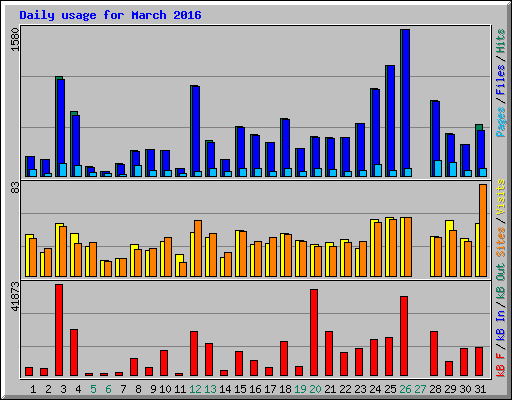 Daily usage for March 2016
1580
Pages / Files / Hits
83
Sites / Visits
41873
kB F / kB In / kB Out
1 2 3 4 5 6 7 8 9 10 11 12 13 14 15 16 17 18 19 20 21 22 23 24 25 26 27 28 29 30 31